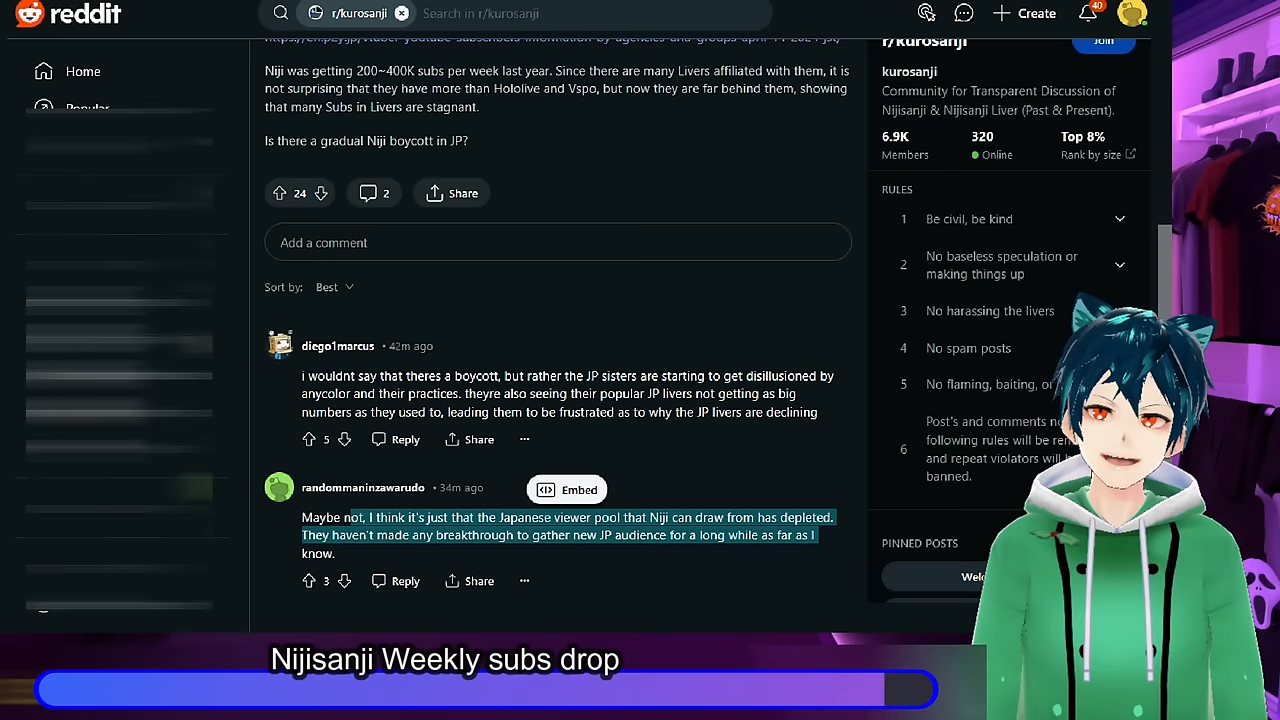 reddit
r/kurosanji
Search in r/kurosanji
Create
40
Home
Popular
Niji was getting 200~400K subs per week last year. Since there are many Livers affiliated with them, it is
not surprising that they have more than Hololive and Vspo, but now they are far behind them, showing
that many Subs in Livers are stagnant.
Is there a gradual Niji boycott in JP?
24
2
Share
Add a comment
Sort by: Best
diego1marcus • 42m ago
i wouldnt say that theres a boycott, but rather the JP sisters are starting to get disillusioned by
anycolor and their practices. theyre also seeing their popular JP livers not getting as big
numbers as they used to, leading them to be frustrated as to why the JP livers are declining
5
Reply
Share
randommaninzawarudo • 34m ago
Embed
Maybe not, I think it's just that the Japanese viewer pool that Niji can draw from has depleted.
They haven't made any breakthrough to gather new JP audience for a long while as far as I
know.
3
Reply
Share
r/kurosanji
Join
kurosanji
Community for Transparent Discussion of
Nijisanji & Nijisanji Liver (Past & Present).
6.9K
320
Top 8%
Members
Online
Rank by size
RULES
1 Be civil, be kind
2 No baseless speculation or
making things up
3 No harassing the livers
4 No spam posts
5 No flaming, baiting, or
6 Post's and comments
following rules will be
and repeat violators will
banned.
PINNED POSTS
Nijisanji Weekly subs drop